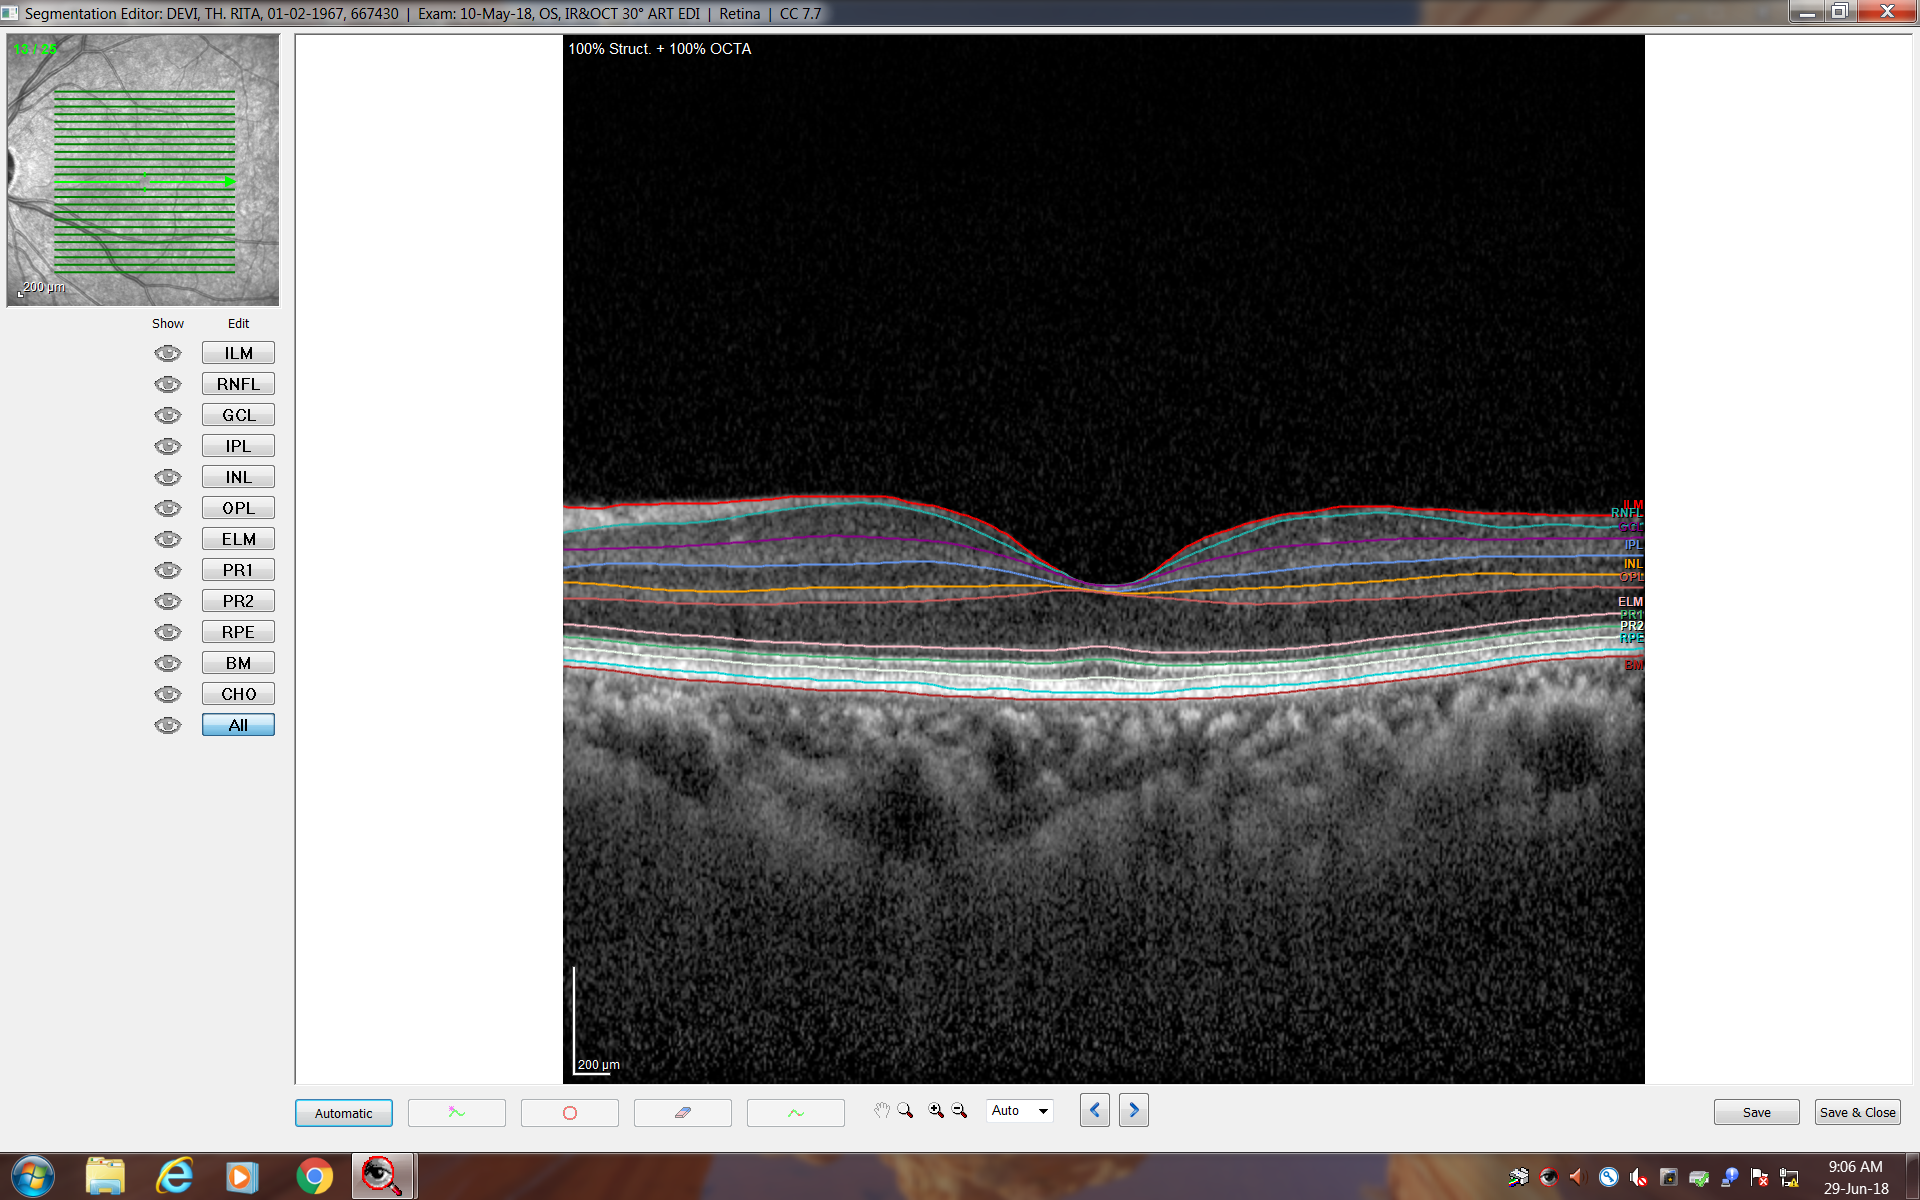 Segmentation Editor: DEVI, TH. RITA, 01-02-1967, 667430 | Exam: 10-May-18, OS, IR&OCT 30° ART EDI | Retina | CC 7.7
13 / 25
200 µm
Show Edit
ILM
RNFL
GCL
IPL
INL
OPL
ELM
PR1
PR2
RPE
BM
CHO
All
100% Struct. + 100% OCTA
ILM
RNFL
GCL
IPL
INL
OPL
ELM
PR1
PR2
RPE
BM
200 µm
Automatic
Auto
Save
Save & Close
9:06 AM
29-Jun-18